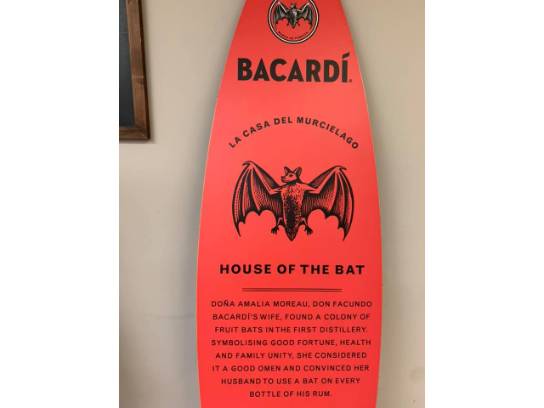 BACARDÍ
LA CASA DEL MURCIELAGO
HOUSE OF THE BAT
DOÑA AMALIA MOREAU, DON FACUNDO
BACARDÍ'S WIFE, FOUND A COLONY OF
FRUIT BATS IN THE FIRST DISTILLERY.
SYMBOLISING GOOD FORTUNE, HEALTH
AND FAMILY UNITY, SHE CONSIDERED
IT A GOOD OMEN AND CONVINCED HER
HUSBAND TO USE A BAT ON EVERY
BOTTLE OF HIS RUM.